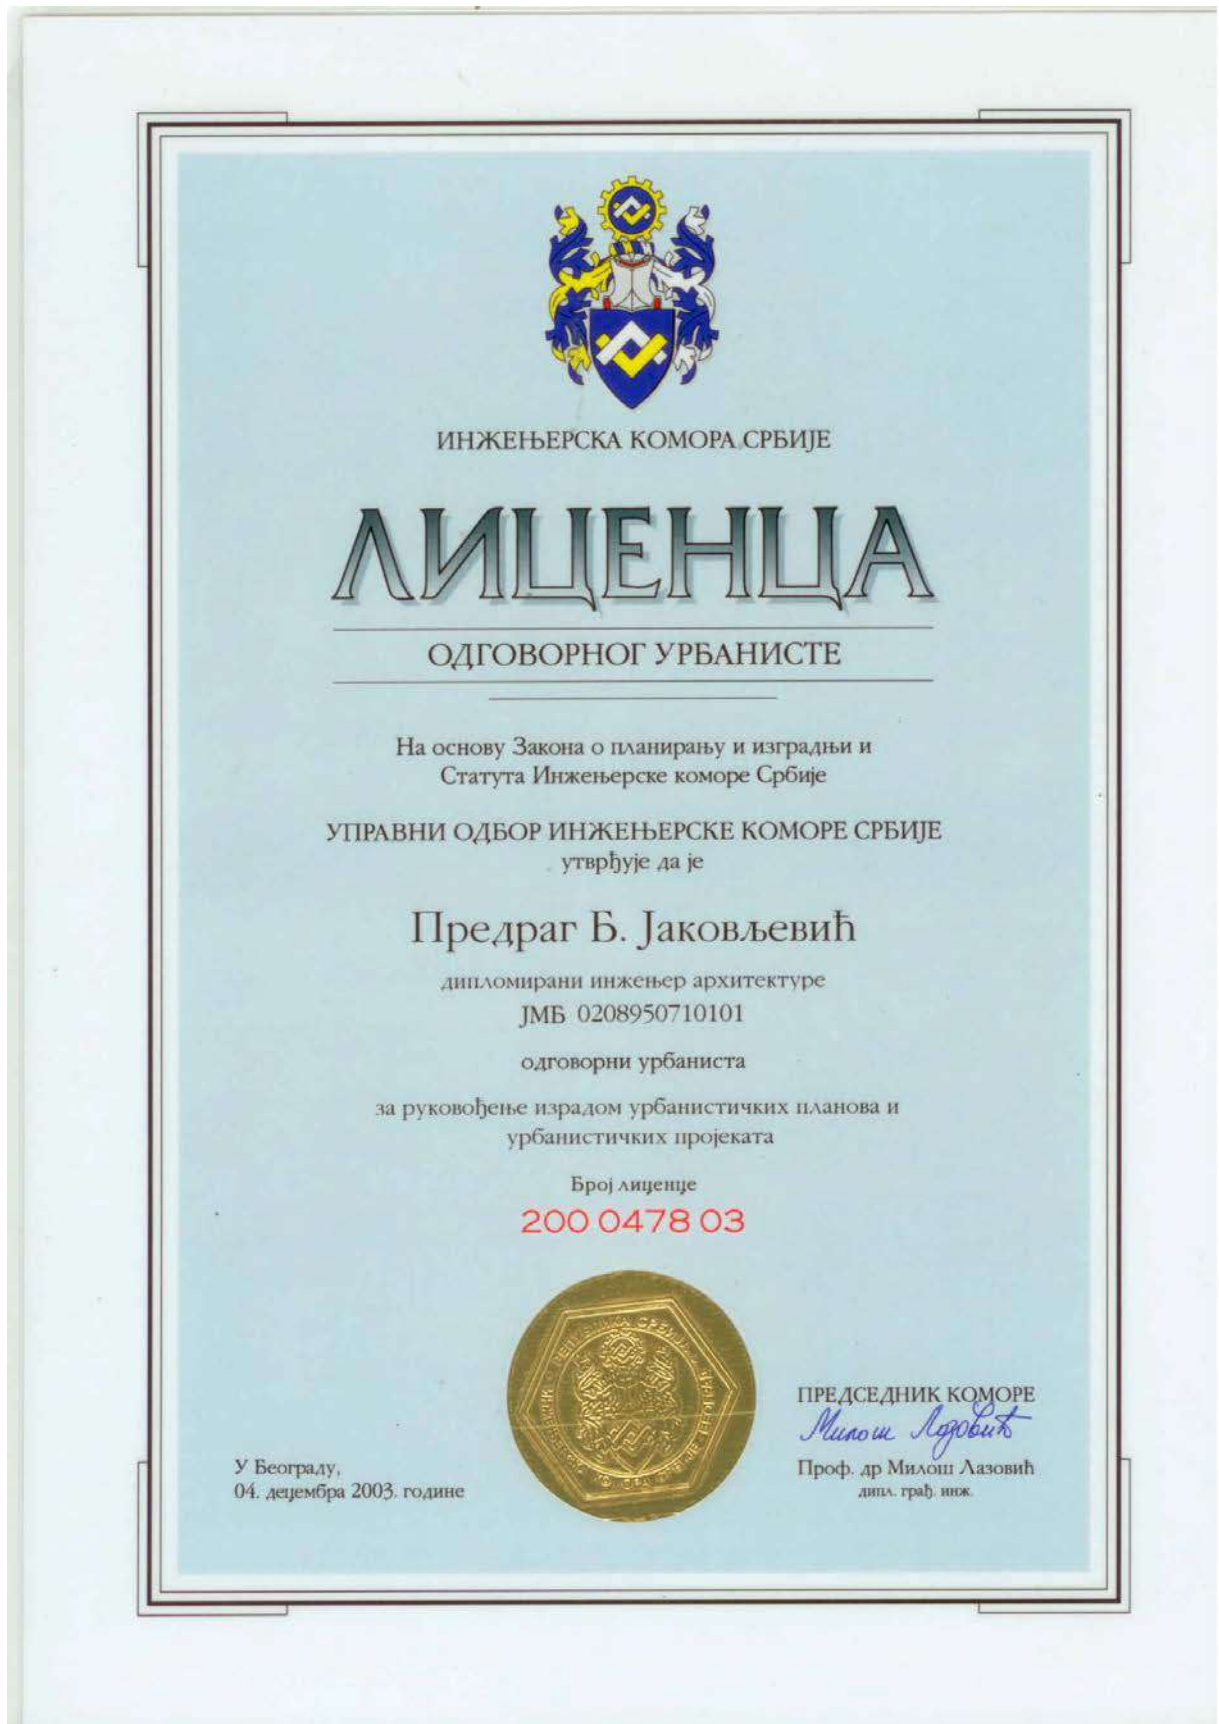 ИНЖЕЊЕРСКА КОМОРА СРБИЈЕ
ЛИЦЕНЦА
ОДГОВОРНОГ УРБАНИСТЕ
На основу Закона о планирању и изградњи и
Статута Инжењерске коморе Србије
УПРАВНИ ОДБОР ИНЖЕЊЕРСКЕ КОМОРЕ СРБИЈЕ
утврђује да је
Предраг Б. Јаковљевић
дипломирани инжењер архитектуре
ЈМБ 0208950710101
одговорни урбаниста
за руковођење израдом урбанистичких планова и
урбанистичких пројеката
Број лиценце
200 0478 03
РЕПУБЛИКА СРБИЈА
ПРЕДСЕДНИК КОМОРЕ
Милош Лазовић
Проф. др Милош Лазовић
дипл. грађ. инж.
У Београду,
04. децембра 2003. године